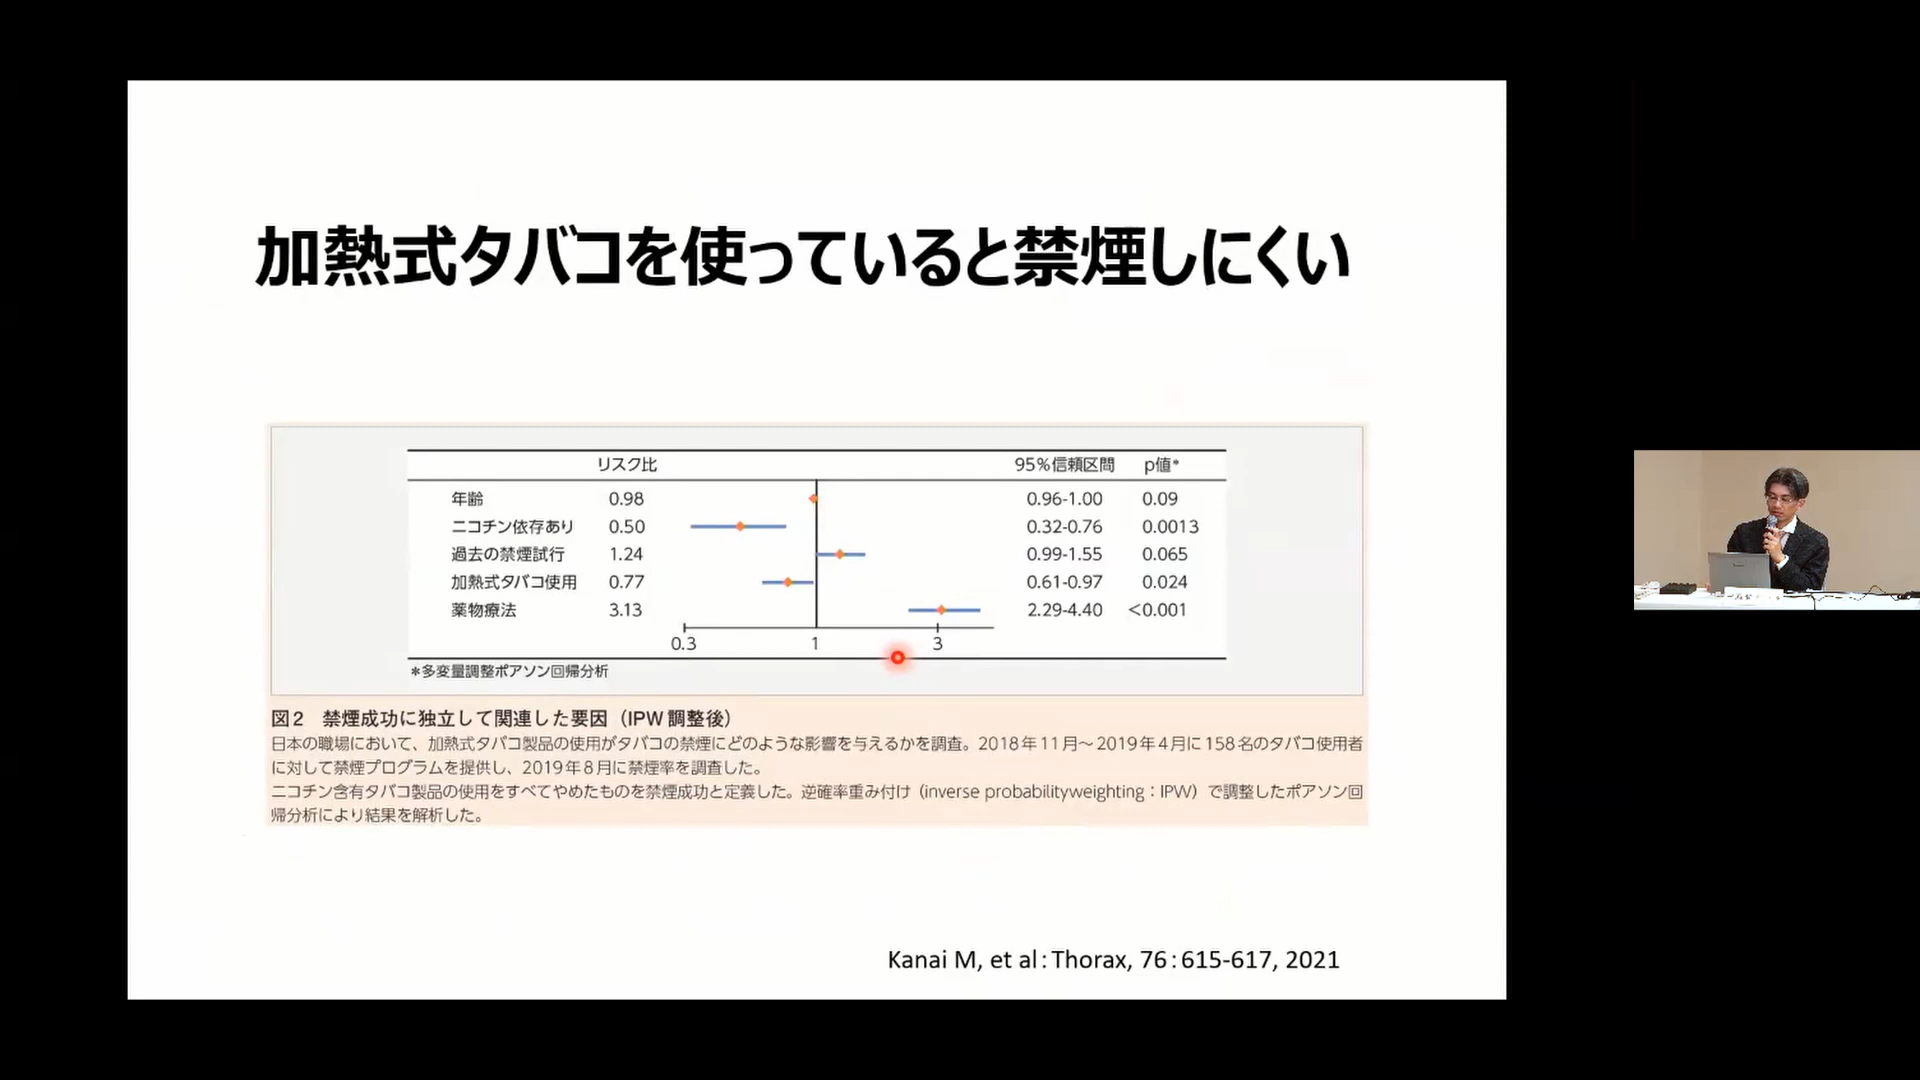 加熱式タバコを使っていると禁煙しにくい
リスク比 95%信頼区間 p値*
年齢 0.98 0.96-1.00 0.09
ニコチン依存あり 0.50 0.32-0.76 0.0013
過去の禁煙試行 1.24 0.99-1.55 0.065
加熱式タバコ使用 0.77 0.61-0.97 0.024
薬物療法 3.13 2.29-4.40 <0.001
0.3 1 3
*多変量調整ポアソン回帰分析
図2 禁煙成功に独立して関連した要因（IPW調整後）
日本の職場において、加熱式タバコ製品の使用がタバコの禁煙にどのような影響を与えるかを調査。2018年11月～2019年4月に158名のタバコ使用者
に対して禁煙プログラムを提供し、2019年8月に禁煙率を調査した。
ニコチン含有タバコ製品の使用をすべてやめたものを禁煙成功と定義した。逆確率重み付け（inverse probabilityweighting：IPW）で調整したポアソン回
帰分析により結果を解析した。
Kanai M, et al：Thorax, 76：615-617, 2021